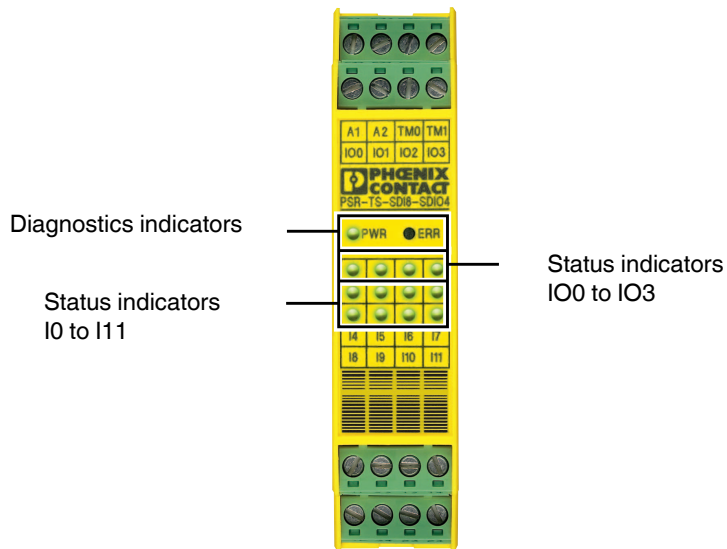 A1 A2 TM0 TM1
IO0 IO1 IO2 IO3
PHŒNIX
CONTACT
PSR-TS-SDI8-SDIO4
Diagnostics indicators
PWR ERR
Status indicators
IO0 to IO3
Status indicators
I0 to I11
I4 I5 I6 I7
I8 I9 I10 I11